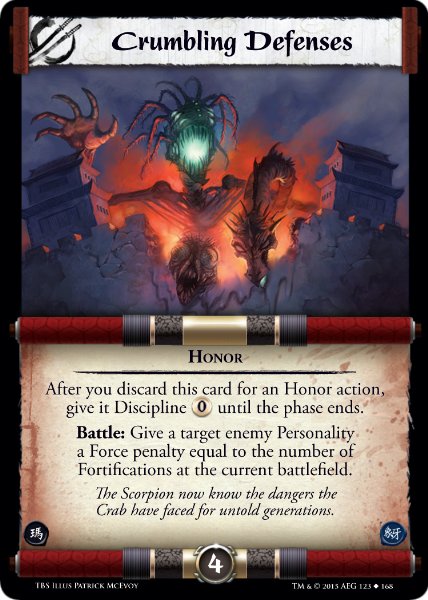 Crumbling Defenses
Honor
After you discard this card for an Honor action,
give it Discipline 0 until the phase ends.
Battle: Give a target enemy Personality
a Force penalty equal to the number of
Fortifications at the current battlefield.
The Scorpion now know the dangers the
Crab have faced for untold generations.
瑪
象牙
4
TBS Illus Patrick McEvoy
TM & © 2015 AEG 123 ◆ 168